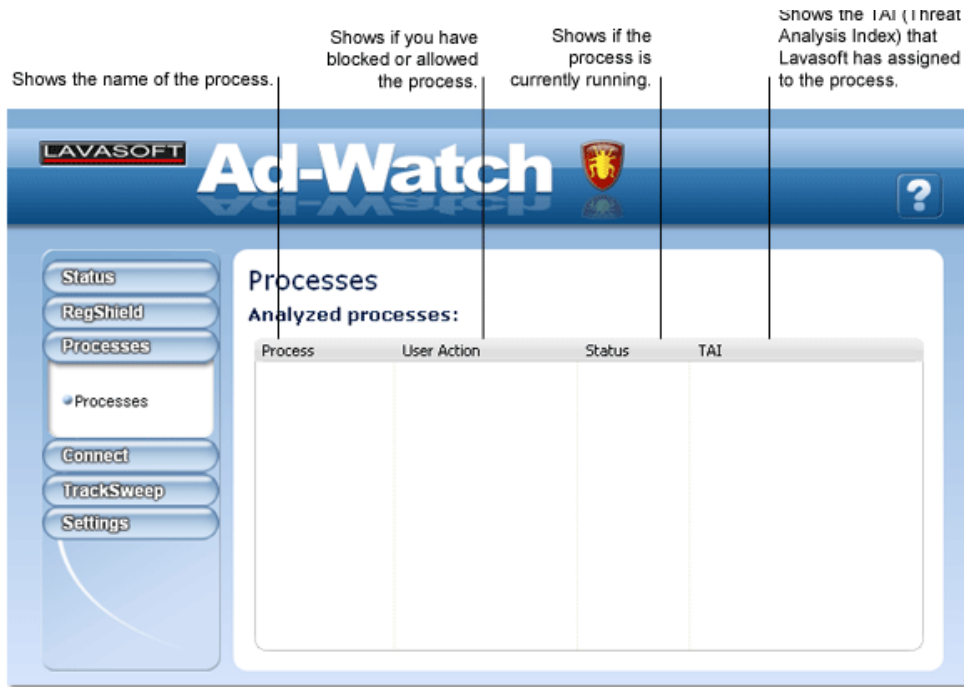 Shows the name of the process.
Shows if you have
blocked or allowed
the process.
Shows if the
process is
currently running.
Shows the TAI (Threat
Analysis Index) that
Lavasoft has assigned
to the process.
LAVASOFT
Ad-Watch
?
Status
RegShield
Processes
Processes
Connect
TrackSweep
Settings
Processes
Analyzed processes:
Process User Action Status TAI